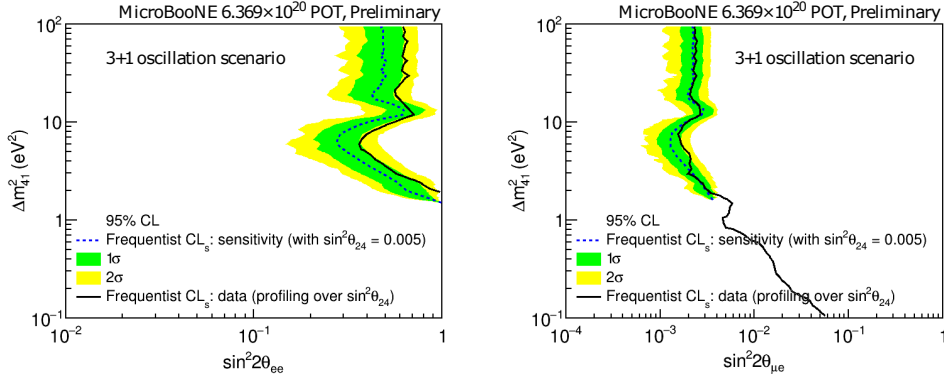 MicroBooNE 6.369×10²⁰ POT, Preliminary
3+1 oscillation scenario
Δm²₄₁ (eV²)
10²
10
1
10⁻¹
95% CL
Frequentist CLₛ: sensitivity (with sin²θ₂₄ = 0.005)
1σ
2σ
Frequentist CLₛ: data (profiling over sin²θ₂₄)
10⁻²
10⁻¹
1
sin²2θₑₑ
MicroBooNE 6.369×10²⁰ POT, Preliminary
3+1 oscillation scenario
Δm²₄₁ (eV²)
10²
10
1
10⁻¹
95% CL
Frequentist CLₛ: sensitivity (with sin²θ₂₄ = 0.005)
1σ
2σ
Frequentist CLₛ: data (profiling over sin²θ₂₄)
10⁻⁴
10⁻³
10⁻²
10⁻¹
1
sin²2θμₑ